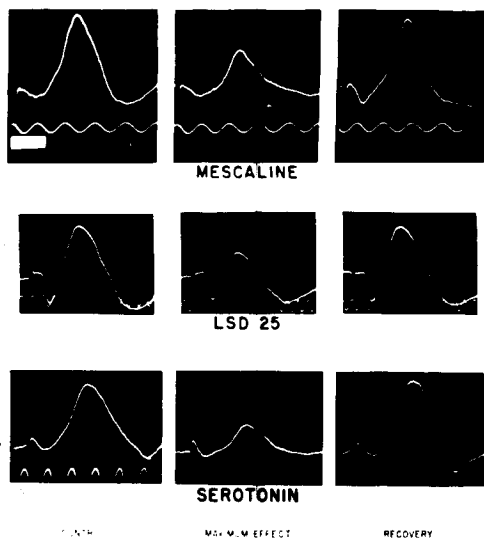 MESCALINE
LSD 25
SEROTONIN
MAXIMUM EFFECT
RECOVERY